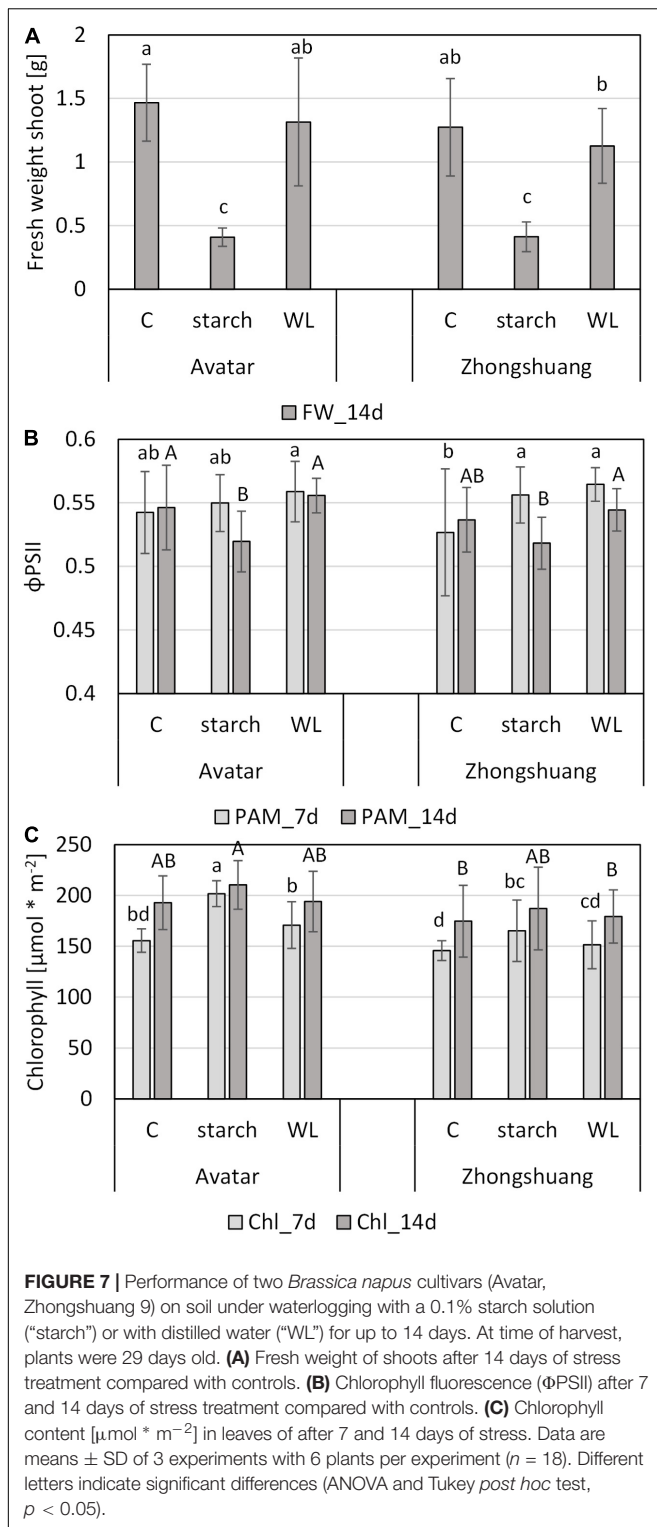 A
Fresh weight shoot [g]
2
1.5
1
0.5
0
a
c
ab
ab
c
b
C starch WL C starch WL
Avatar Zhongshuang
FW_14d
B
ϕPSII
0.6
0.55
0.5
0.45
0.4
ab A
ab B
a A
b AB
a B
a A
C starch WL C starch WL
Avatar Zhongshuang
PAM_7d PAM_14d
C
Chlorophyll [µmol * m-2]
250
200
150
100
50
0
bd AB
a A
b AB
d B
bc AB
cd B
C starch WL C starch WL
Avatar Zhongshuang
Chl_7d Chl_14d
FIGURE 7 | Performance of two Brassica napus cultivars (Avatar,
Zhongshuang 9) on soil under waterlogging with a 0.1% starch solution
(“starch”) or with distilled water (“WL”) for up to 14 days. At time of harvest,
plants were 29 days old. (A) Fresh weight of shoots after 14 days of stress
treatment compared with controls. (B) Chlorophyll fluorescence (ΦPSII) after 7
and 14 days of stress treatment compared with controls. (C) Chlorophyll
content [µmol * m−2] in leaves of after 7 and 14 days of stress. Data are
means ± SD of 3 experiments with 6 plants per experiment (n = 18). Different
letters indicate significant differences (ANOVA and Tukey post hoc test,
p < 0.05).